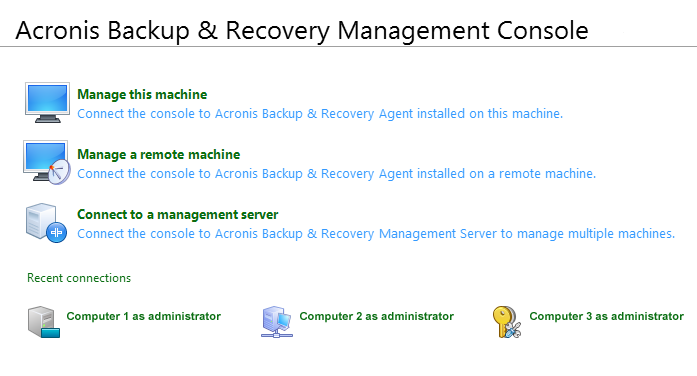 Acronis Backup & Recovery Management Console
Manage this machine
Connect the console to Acronis Backup & Recovery Agent installed on this machine.
Manage a remote machine
Connect the console to Acronis Backup & Recovery Agent installed on a remote machine.
Connect to a management server
Connect the console to Acronis Backup & Recovery Management Server to manage multiple machines.
Recent connections
Computer 1 as administrator
Computer 2 as administrator
Computer 3 as administrator